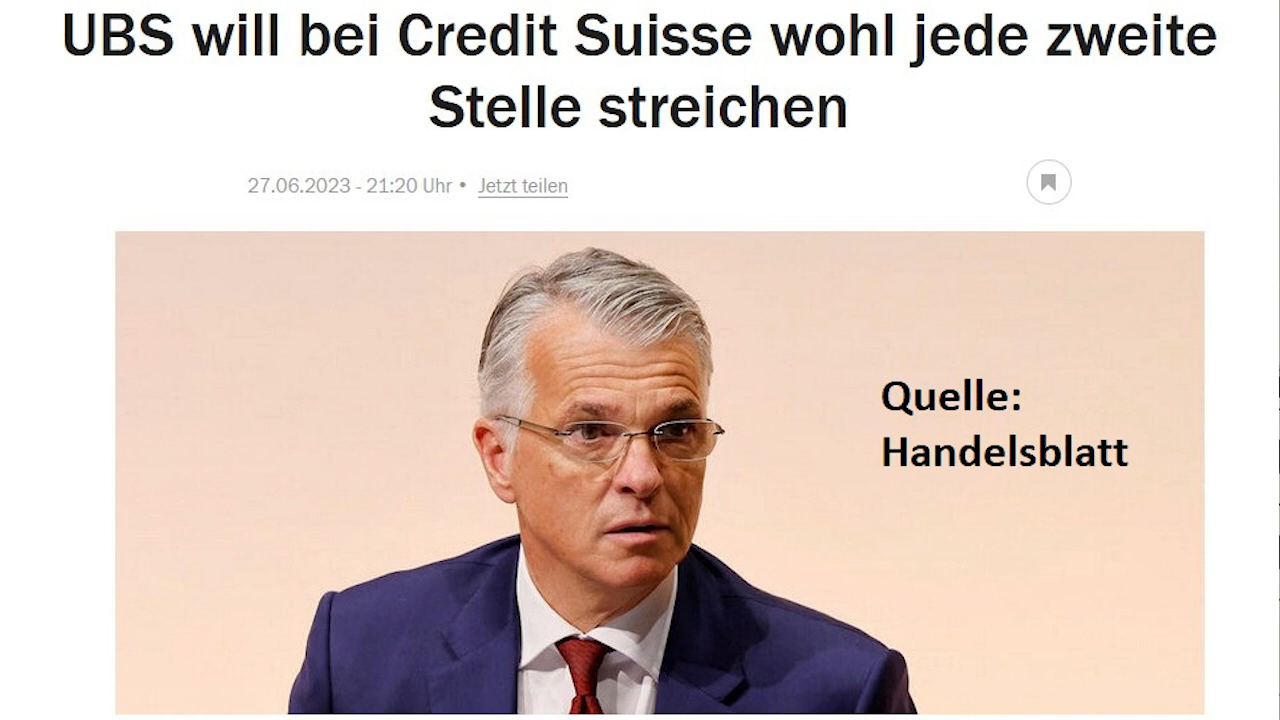 UBS will bei Credit Suisse wohl jede zweite
Stelle streichen
27.06.2023 - 21:20 Uhr • Jetzt teilen
Quelle:
Handelsblatt